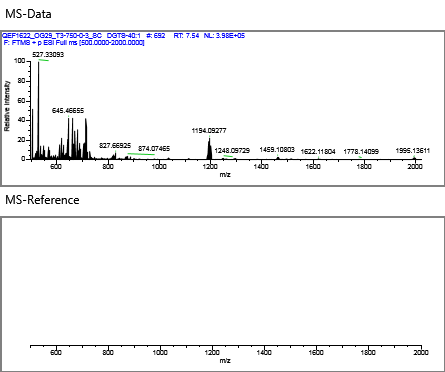 MS-Data
QEF1622_OG29_T3-750-0-3_BC DGTS-40:1 #: 692 RT: 7.54 NL: 3.98E+05
F: FTMS + p ESI Full ms [500.0000-2000.0000]
527.33093
100
80
645.46655
60
Relative Intensity
40
1194.09277
20
827.66925
874.07465
1248.09729
1459.10803
1622.11804
1778.14099
1995.13611
0
600 800 1000 1200 1400 1600 1800 2000
m/z
MS-Reference
600 800 1000 1200 1400 1600 1800 2000
m/z